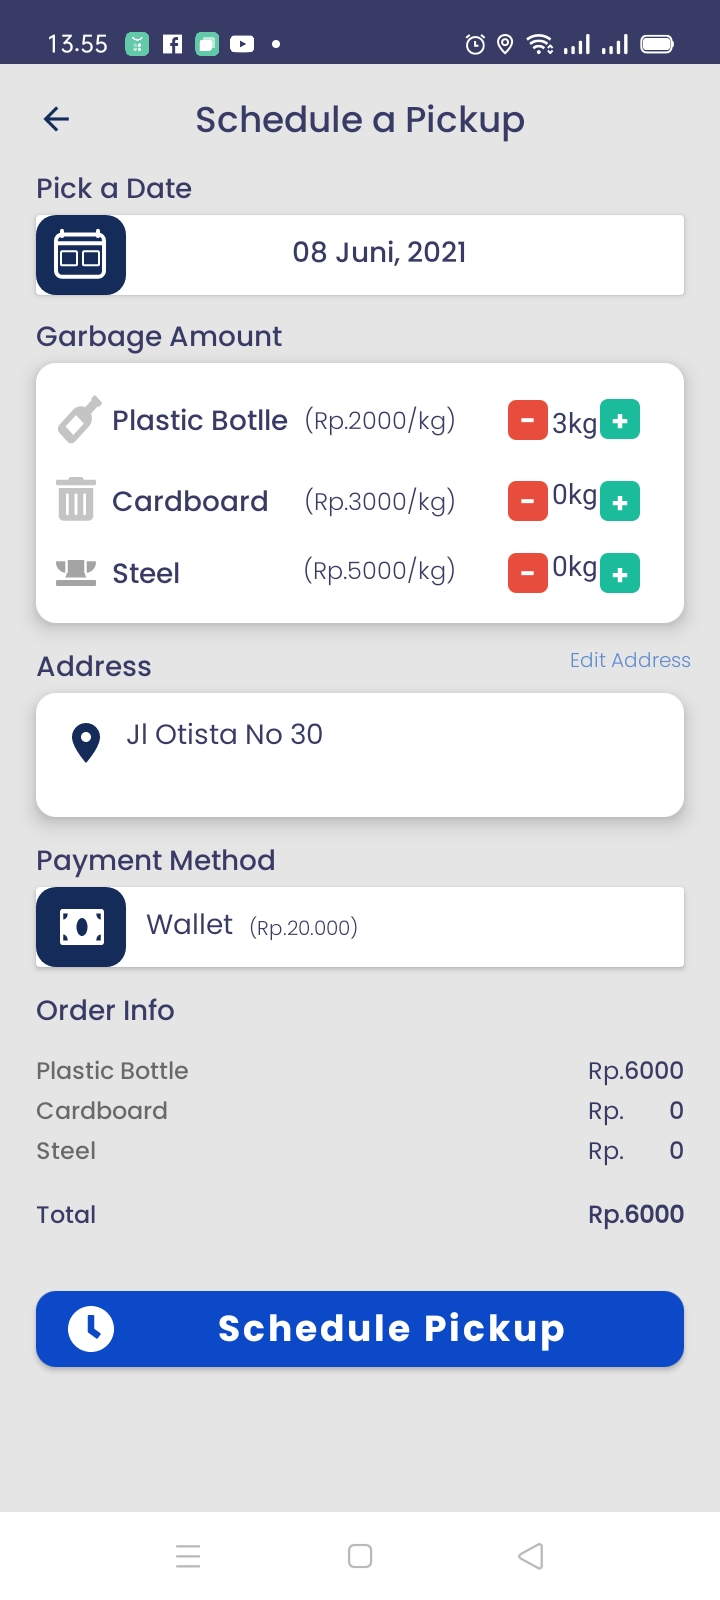 13.55
Schedule a Pickup
Pick a Date
08 Juni, 2021
Garbage Amount
Plastic Botlle (Rp.2000/kg) - 3kg +
Cardboard (Rp.3000/kg) - 0kg +
Steel (Rp.5000/kg) - 0kg +
Address Edit Address
Jl Otista No 30
Payment Method
Wallet (Rp.20.000)
Order Info
Plastic Bottle Rp.6000
Cardboard Rp. 0
Steel Rp. 0
Total Rp.6000
Schedule Pickup